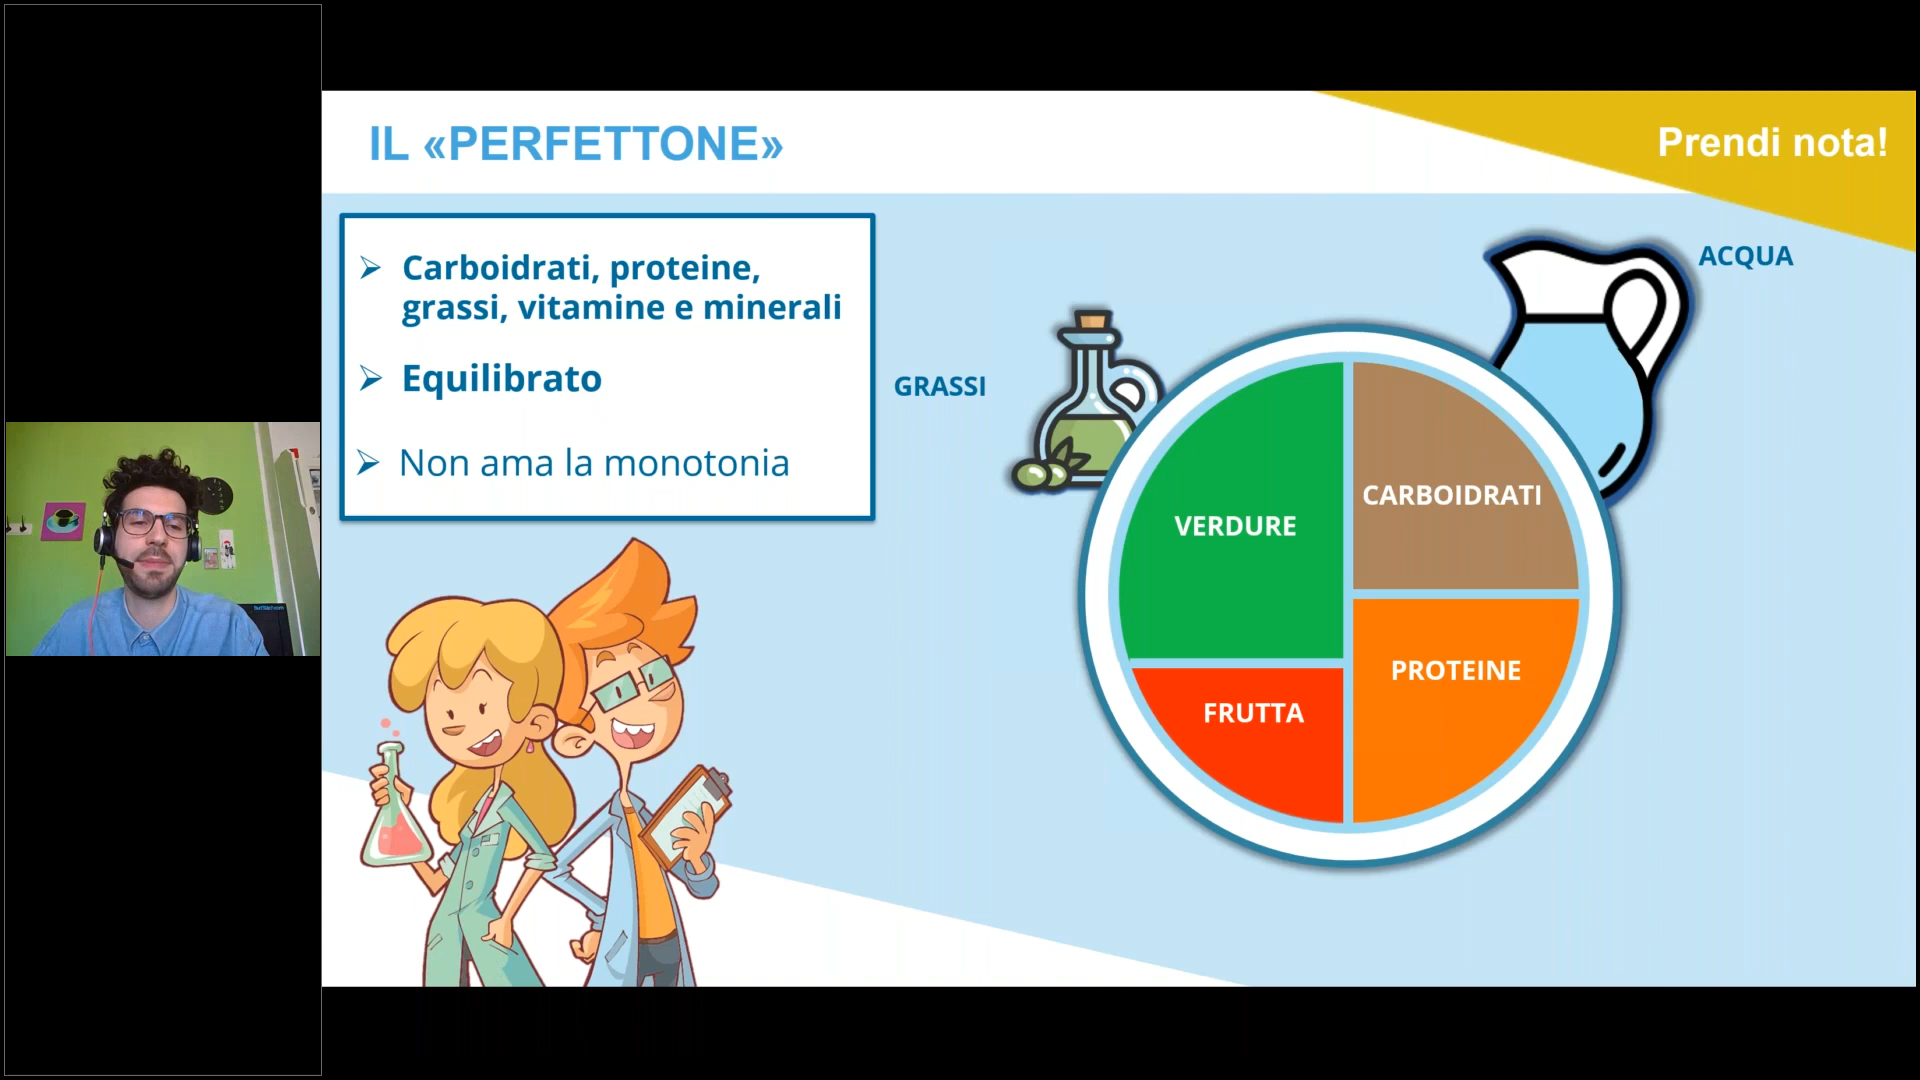 IL «PERFETTONE»
Prendi nota!
Carboidrati, proteine,
grassi, vitamine e minerali
Equilibrato
Non ama la monotonia
ACQUA
GRASSI
VERDURE
CARBOIDRATI
FRUTTA
PROTEINE